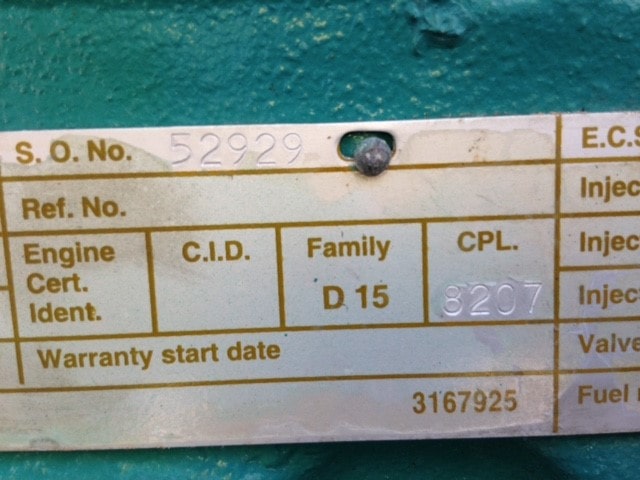 S. O. No. 52929
Ref. No.
Engine Cert. Ident.
C.I.D.
Family
D 15
CPL.
8207
Warranty start date
3167925
E.C.S
Injec
Injec
Injec
Valve
Fuel